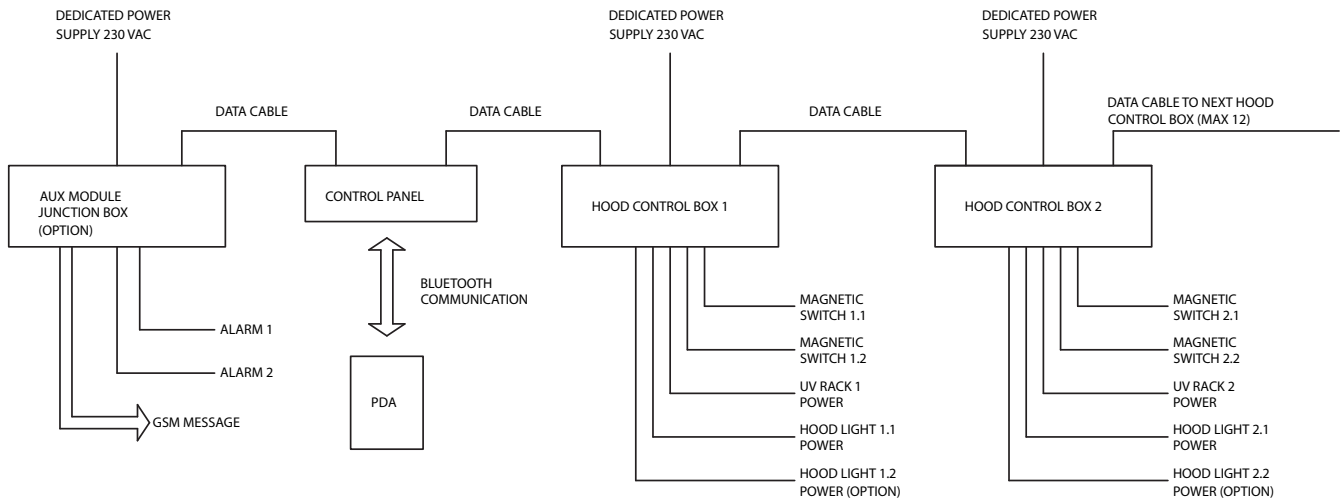 DEDICATED POWER
SUPPLY 230 VAC
DEDICATED POWER
SUPPLY 230 VAC
DEDICATED POWER
SUPPLY 230 VAC
DATA CABLE
DATA CABLE
DATA CABLE
DATA CABLE TO NEXT HOOD
CONTROL BOX (MAX 12)
AUX MODULE
JUNCTION BOX
(OPTION)
CONTROL PANEL
HOOD CONTROL BOX 1
HOOD CONTROL BOX 2
BLUETOOTH
COMMUNICATION
PDA
ALARM 1
ALARM 2
GSM MESSAGE
MAGNETIC
SWITCH 1.1
MAGNETIC
SWITCH 1.2
UV RACK 1
POWER
HOOD LIGHT 1.1
POWER
HOOD LIGHT 1.2
POWER (OPTION)
MAGNETIC
SWITCH 2.1
MAGNETIC
SWITCH 2.2
UV RACK 2
POWER
HOOD LIGHT 2.1
POWER
HOOD LIGHT 2.2
POWER (OPTION)